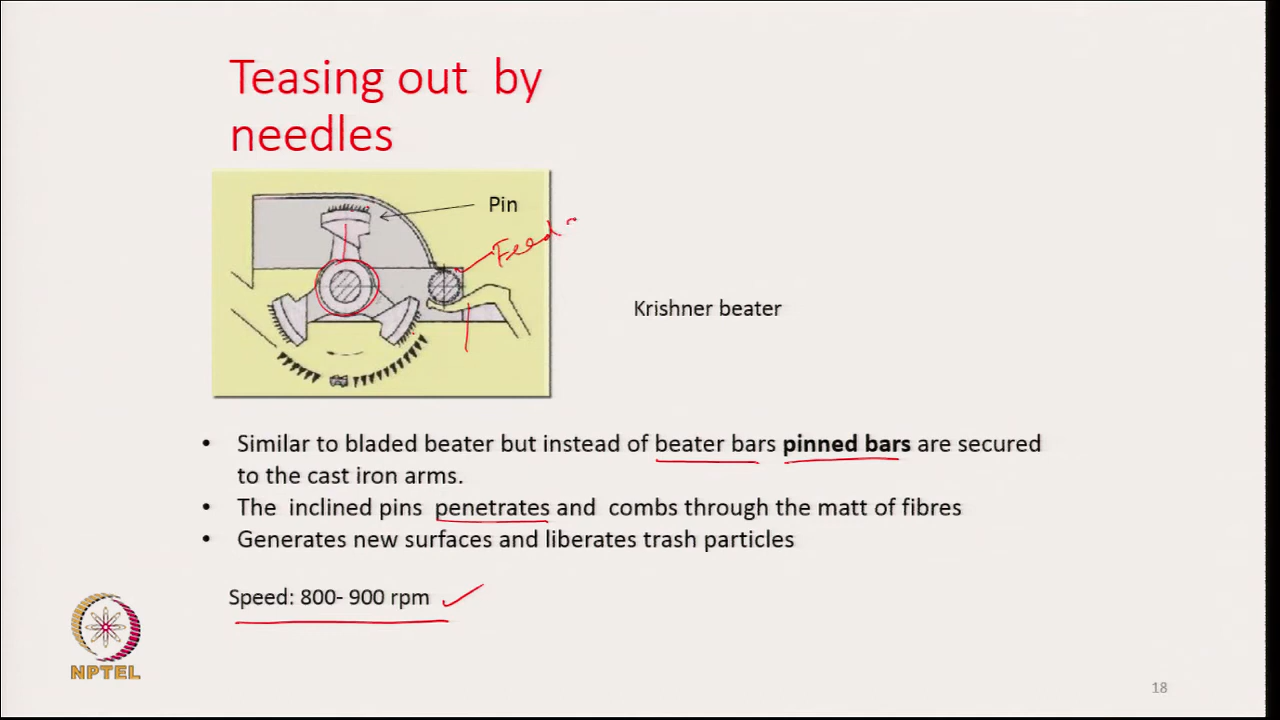 Teasing out by
needles
Pin
Feed
Krishner beater
• Similar to bladed beater but instead of beater bars pinned bars are secured
to the cast iron arms.
• The inclined pins penetrates and combs through the matt of fibres
• Generates new surfaces and liberates trash particles
Speed: 800- 900 rpm
NPTEL
18